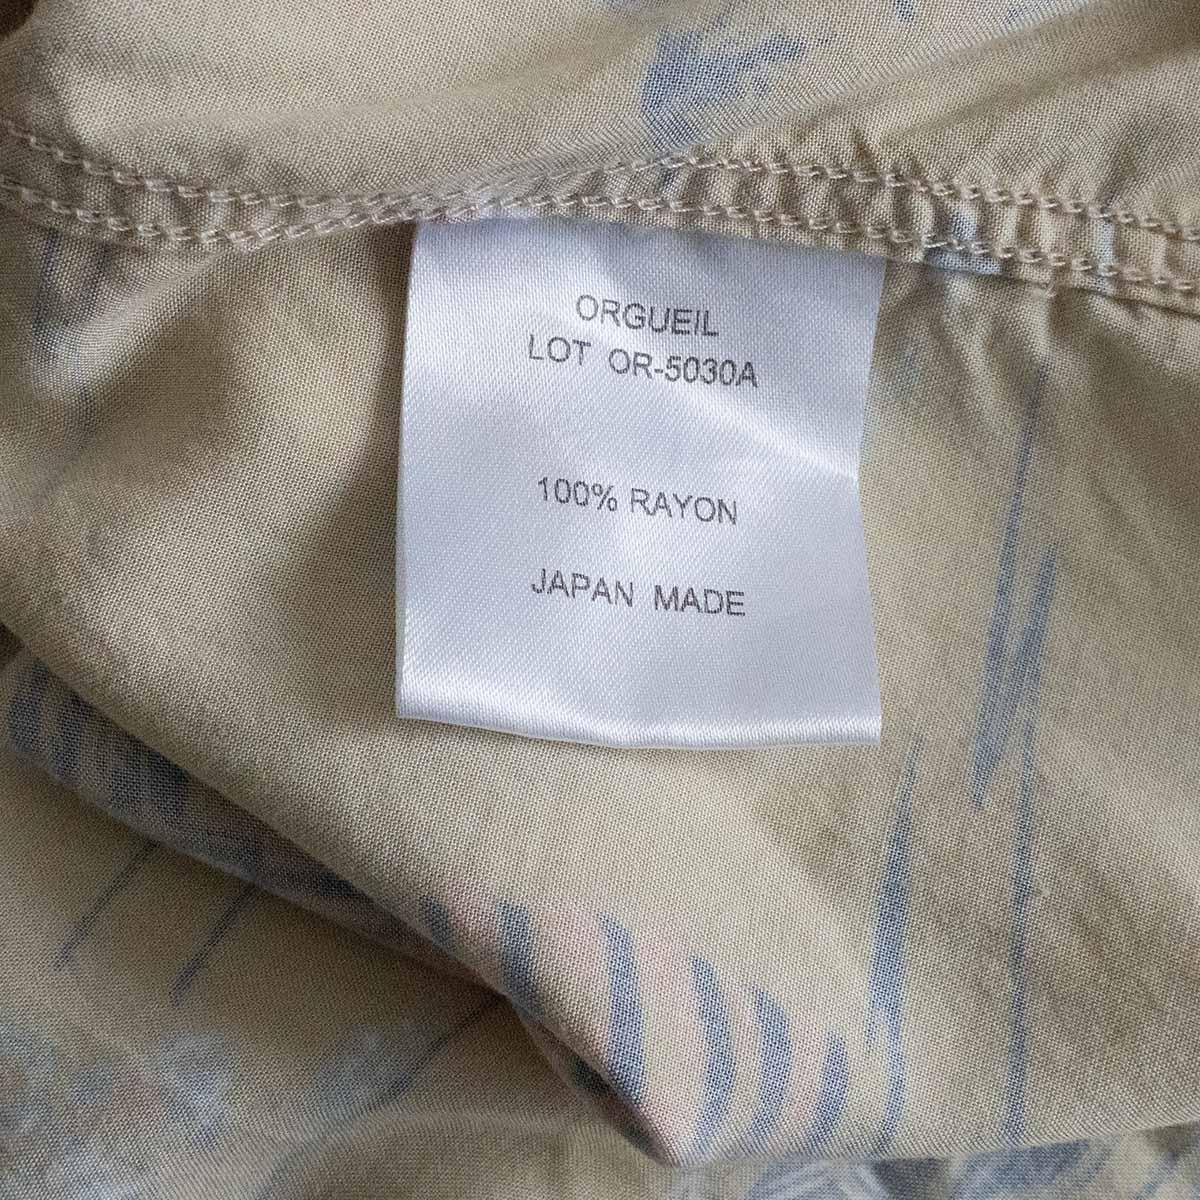 ORGUEIL
LOT OR-5030A
100% RAYON
JAPAN MADE